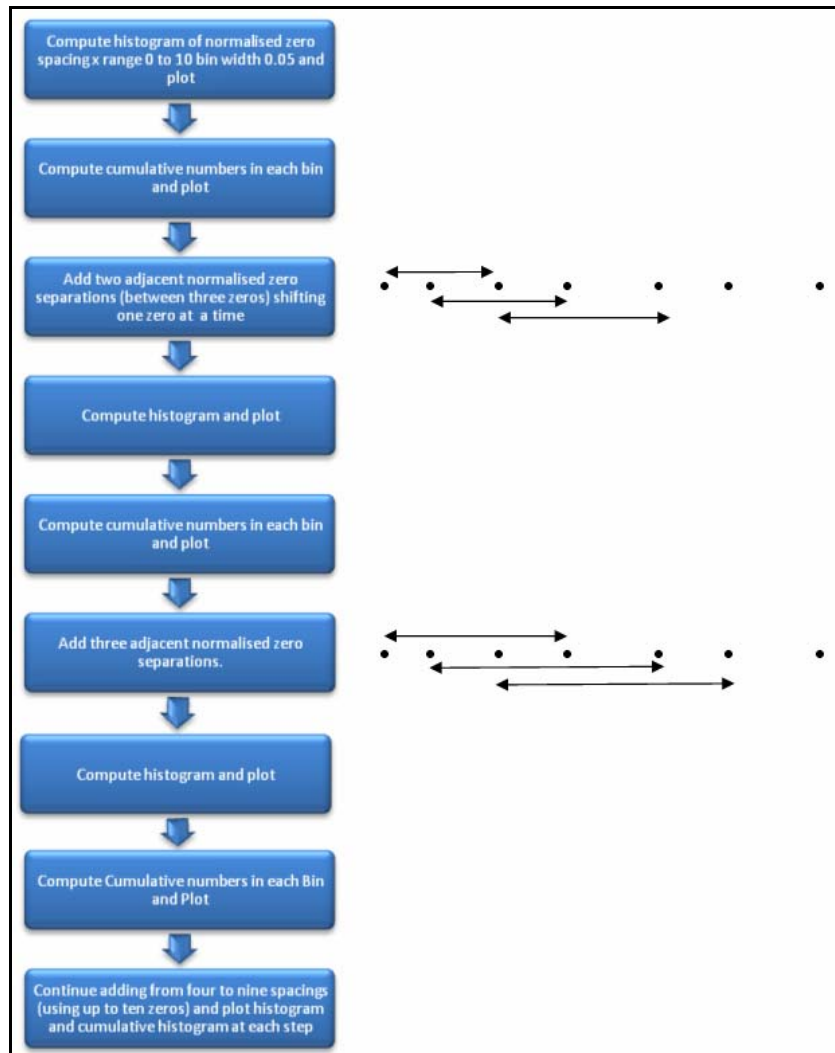 Compute histogram of normalised zero
spacing x range 0 to 10 bin width 0.05 and
plot
Compute cumulative numbers in each bin
and plot
Add two adjacent normalised zero
separations (between three zeros) shifting
one zero at a time
Compute histogram and plot
Compute cumulative numbers in each bin
and plot
Add three adjacent normalised zero
separations.
Compute histogram and plot
Compute Cumulative numbers in each Bin
and Plot
Continue adding from four to nine spacings
(using up to ten zeros) and plot histogram
and cumulative histogram at each step